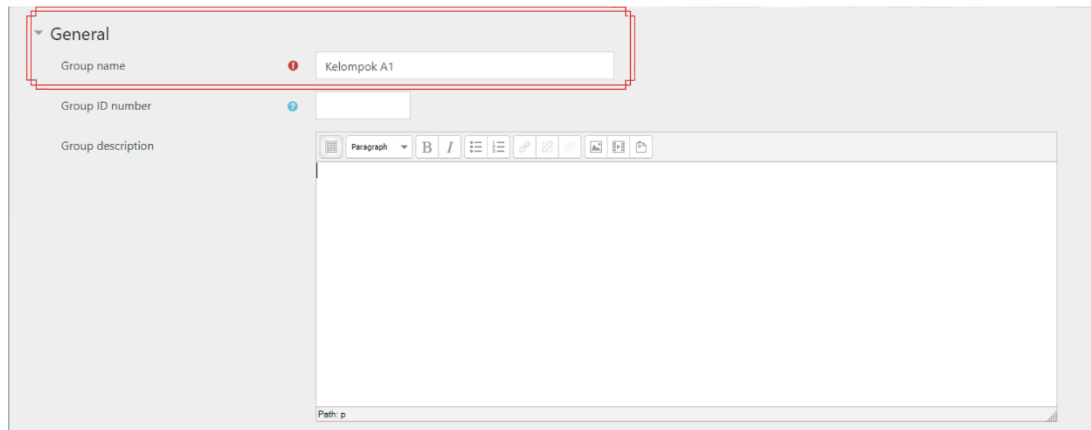 General
Group name
Kelompok A1
Group ID number
Group description
Paragraph
B I
Path: p